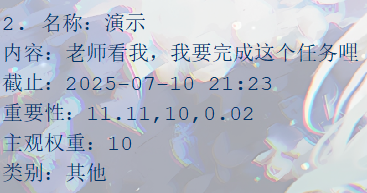 2. 名称：演示
内容：老师看我，我要完成这个任务哩
截止：2025-07-10 21:23
重要性：11.11,10,0.02
主观权重：10
类别：其他